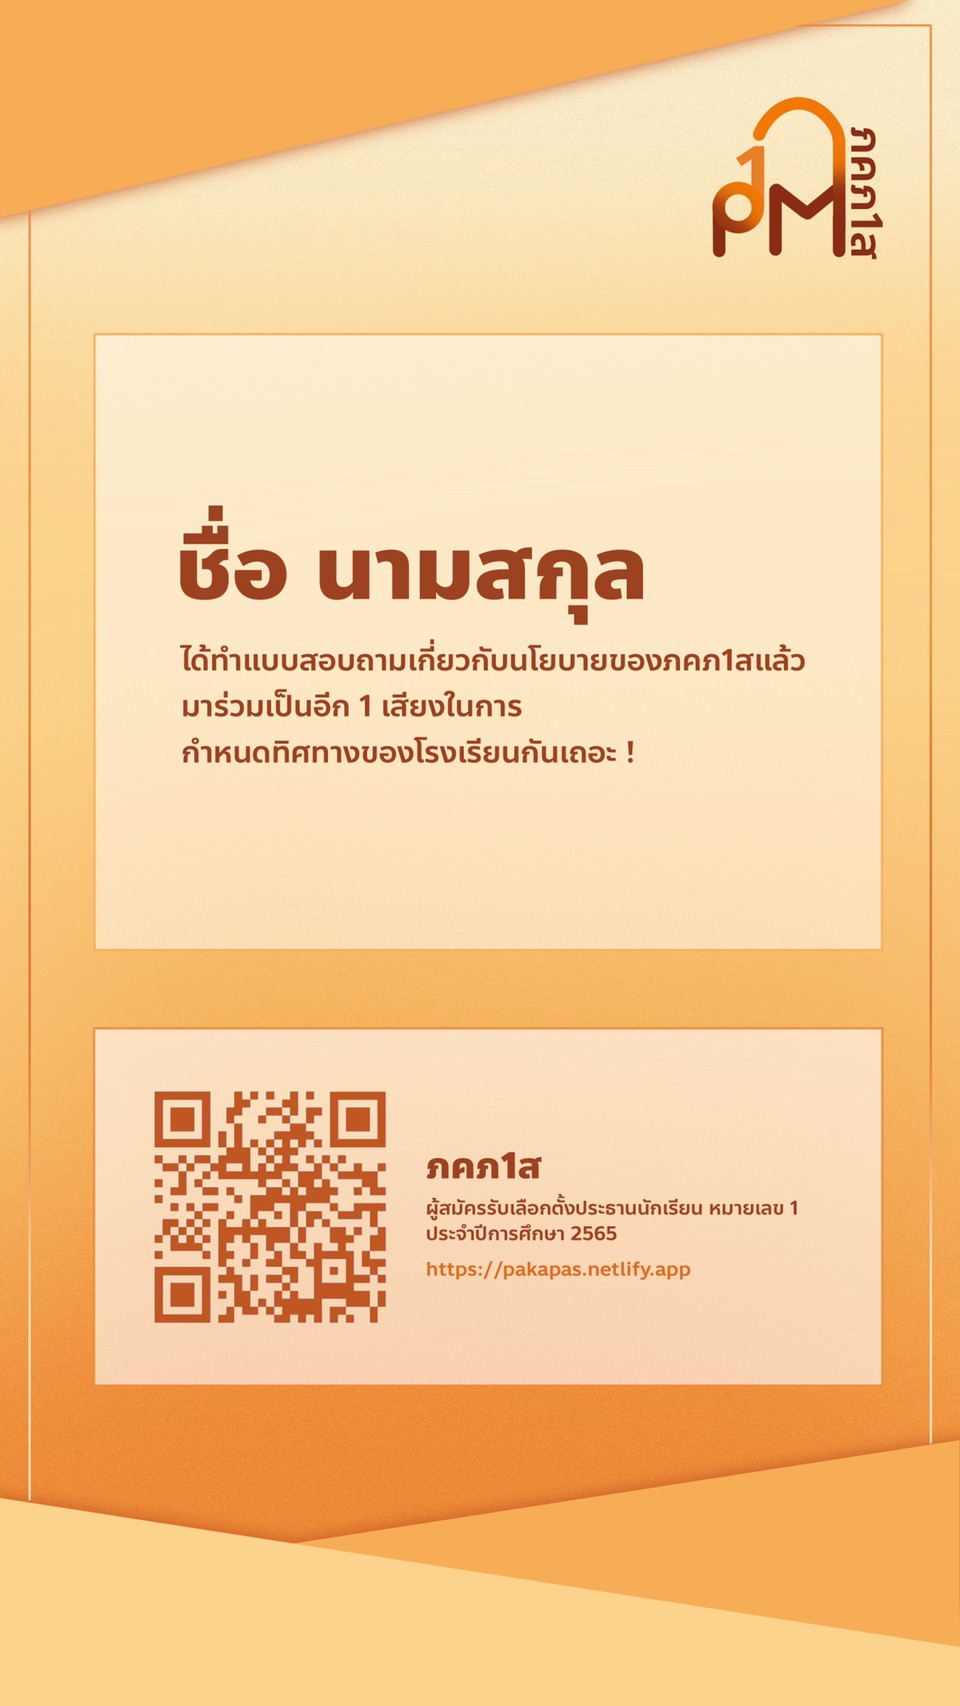 ภคภ1ส
ชื่อ นามสกุล
ได้ทำแบบสอบถามเกี่ยวกับนโยบายของภคภ1สแล้ว
มาร่วมเป็นอีก 1 เสียงในการ
กำหนดทิศทางของโรงเรียนกันเถอะ !
ภคภ1ส
ผู้สมัครรับเลือกตั้งประธานนักเรียน หมายเลข 1
ประจำปีการศึกษา 2565
https://pakapas.netlify.app